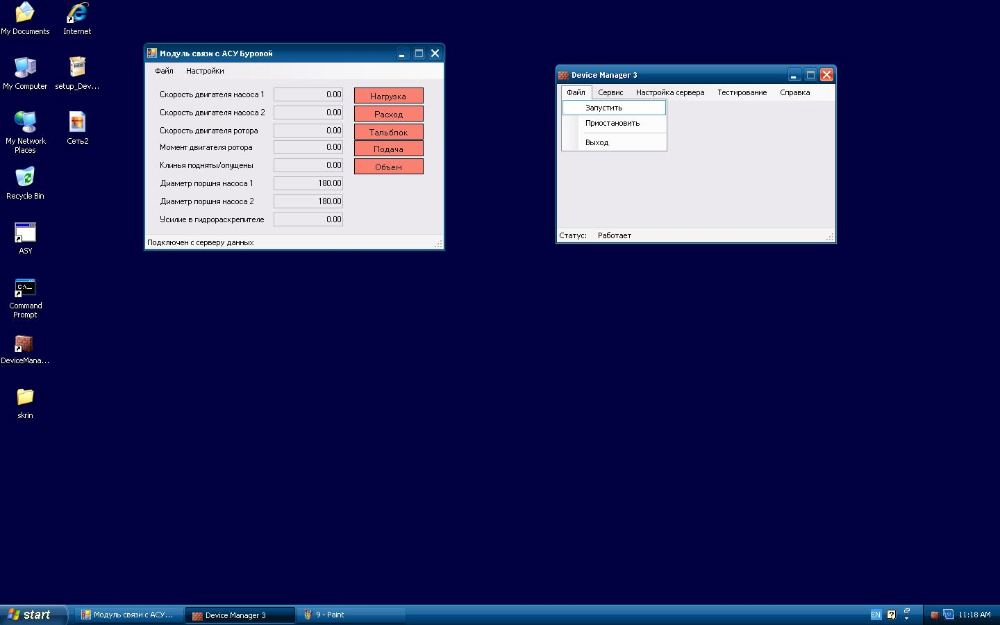 My Documents
Internet
My Computer
setup_Dev...
My Network
Places
Сеть2
Recycle Bin
ASY
Command
Prompt
DeviceMana...
skrin
Модуль связи с АСУ Буровой
Файл Настройки
Скорость двигателя насоса 1 0.00 Нагрузка
Скорость двигателя насоса 2 0.00 Расход
Скорость двигателя ротора 0.00 Тальблок
Момент двигателя ротора 0.00 Подача
Клинья подняты/опущены 0.00 Объем
Диаметр поршня насоса 1 180.00
Диаметр поршня насоса 2 180.00
Усилие в гидрораскрепителе 0.00
Подключен с серверу данных
Device Manager 3
Файл Сервис Настройка сервера Тестирование Справка
Запустить
Приостановить
Выход
Статус: Работает
start Модуль связи с АСУ... Device Manager 3 9 - Paint EN 11:18 AM